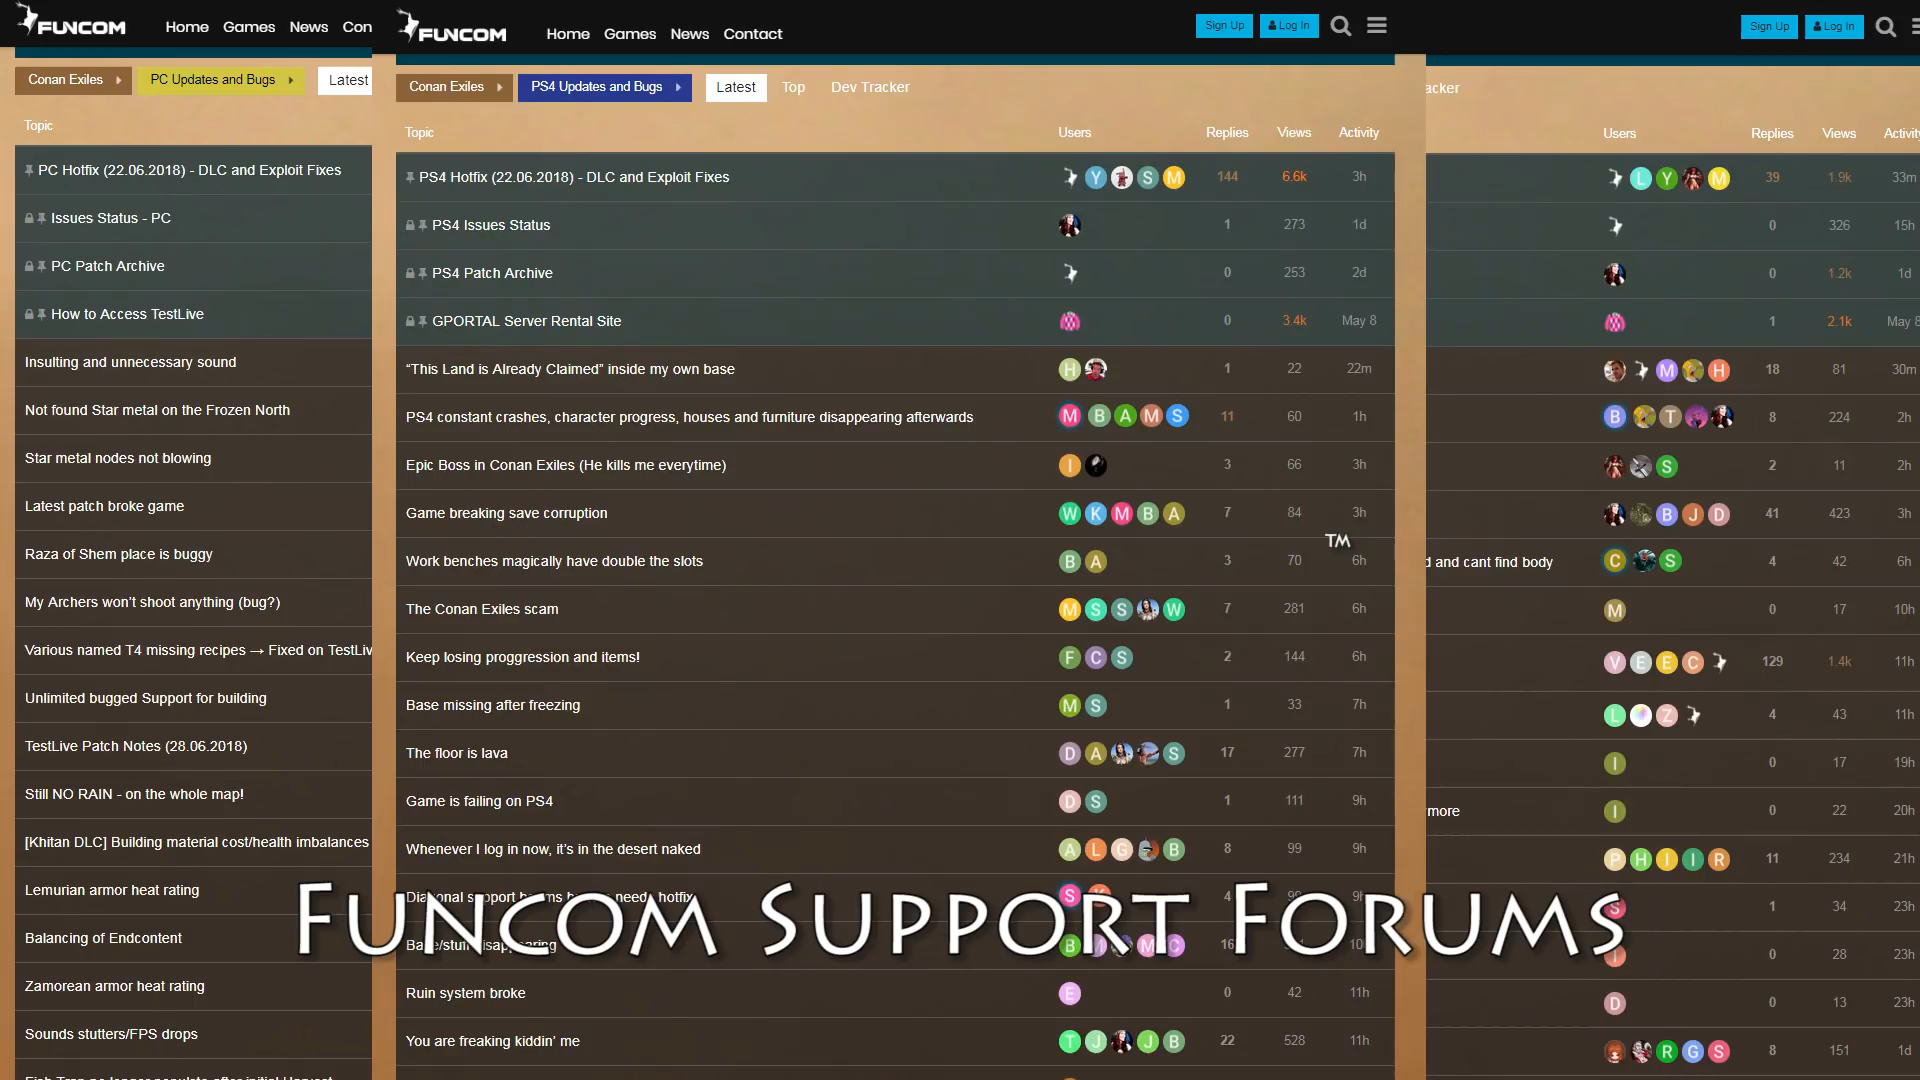 FUNCOM
Home Games News Con
Conan Exiles
PC Updates and Bugs
Latest
Topic
PC Hotfix (22.06.2018) - DLC and Exploit Fixes
Issues Status - PC
PC Patch Archive
How to Access TestLive
Insulting and unnecessary sound
Not found Star metal on the Frozen North
Star metal nodes not blowing
Latest patch broke game
Raza of Shem place is buggy
My Archers won’t shoot anything (bug?)
Various named T4 missing recipes → Fixed on TestLiv
Unlimited bugged Support for building
TestLive Patch Notes (28.06.2018)
Still NO RAIN - on the whole map!
[Khitan DLC] Building material cost/health imbalances
Lemurian armor heat rating
Balancing of Endcontent
Zamorean armor heat rating
Sounds stutters/FPS drops
FUNCOM
Home Games News Contact
Sign Up Log In
Conan Exiles
PS4 Updates and Bugs
Latest Top Dev Tracker
Topic Users Replies Views Activity
PS4 Hotfix (22.06.2018) - DLC and Exploit Fixes Y S M 144 6.6k 3h
PS4 Issues Status 1 273 1d
PS4 Patch Archive 0 253 2d
GPORTAL Server Rental Site 0 3.4k May 8
“This Land is Already Claimed” inside my own base H 1 22 22m
PS4 constant crashes, character progress, houses and furniture disappearing afterwards M B A M S 11 60 1h
Epic Boss in Conan Exiles (He kills me everytime) I 3 66 3h
Game breaking save corruption W K M B A 7 84 3h
TM
Work benches magically have double the slots B A 3 70 6h
The Conan Exiles scam M S S W 7 281 6h
Keep losing proggression and items! F C S 2 144 6h
Base missing after freezing M S 1 33 7h
The floor is lava D A S 17 277 7h
Game is failing on PS4 D S 1 111 9h
Whenever I log in now, it’s in the desert naked A L G B 8 99 9h
Ruin system broke E 0 42 11h
You are freaking kiddin’ me T J J B 22 528 11h
Sign Up Log In
acker
Users Replies Views Activity
L Y M 39 1.9k 33m
0 326 15h
0 1.2k 1d
1 2.1k May 8
M H 18 81 30m
B T 8 224 2h
S 2 11 2h
B J D 41 423 3h
d and cant find body C S 4 42 6h
M 0 17 10h
V E E C 129 1.4k 11h
L Z 4 43 11h
I 0 17 19h
more I 0 22 20h
P H I I R 11 234 21h
S 1 34 23h
0 28 23h
D 0 13 23h
R G S 8 151 1d
Funcom Support Forums